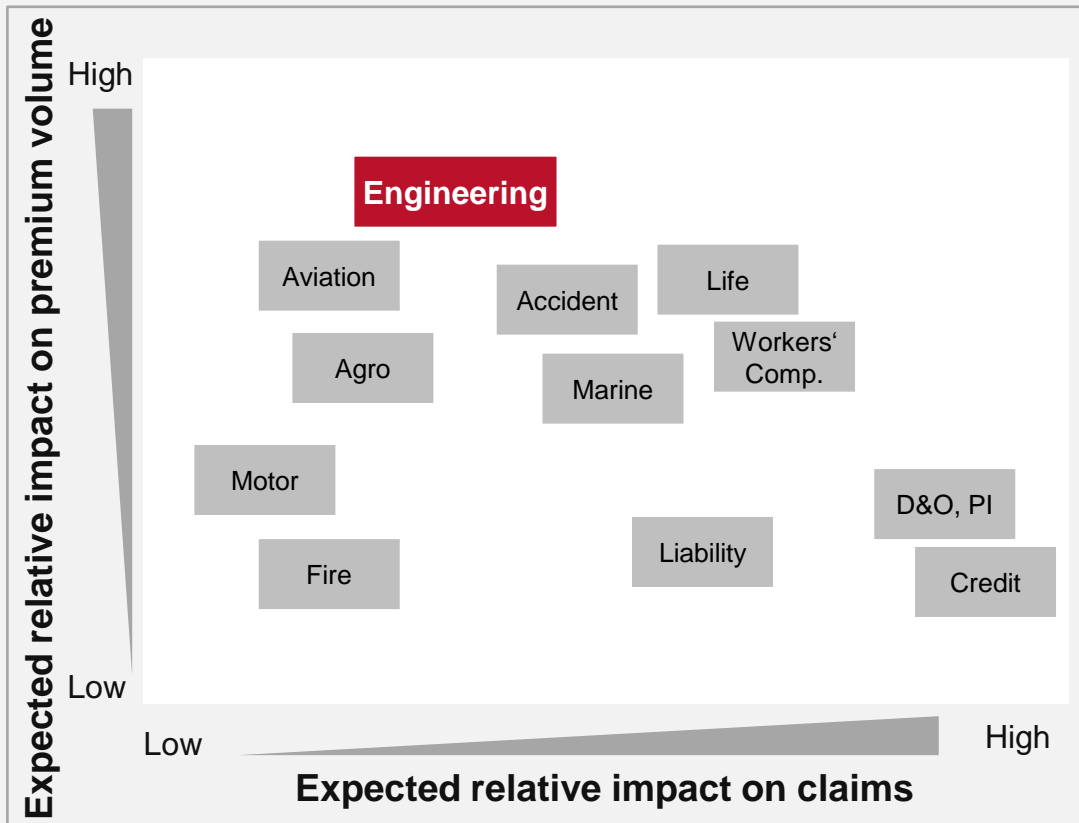 Expected relative impact on premium volume
High
Engineering
Aviation
Life
Accident
Workers‘
Comp.
Agro
Marine
Motor
D&O, PI
Liability
Fire
Credit
Low
Low
High
Expected relative impact on claims